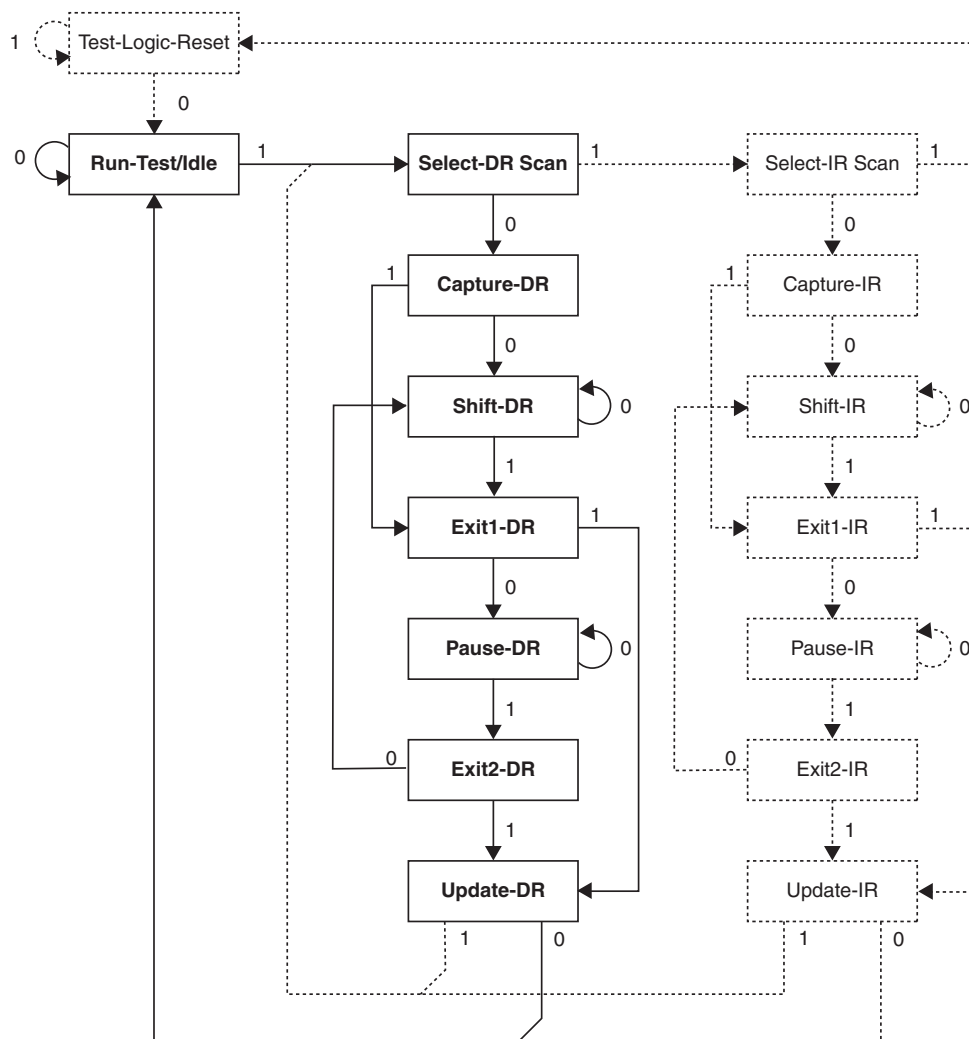 Test-Logic-Reset
1
0
0
Run-Test/Idle
1
Select-DR Scan
1
Select-IR Scan
1
0
0
1
Capture-DR
1
Capture-IR
0
0
Shift-DR
0
Shift-IR
0
1
1
Exit1-DR
1
Exit1-IR
1
0
0
Pause-DR
0
Pause-IR
0
1
1
0
Exit2-DR
0
Exit2-IR
1
1
Update-DR
Update-IR
1
0
1
0